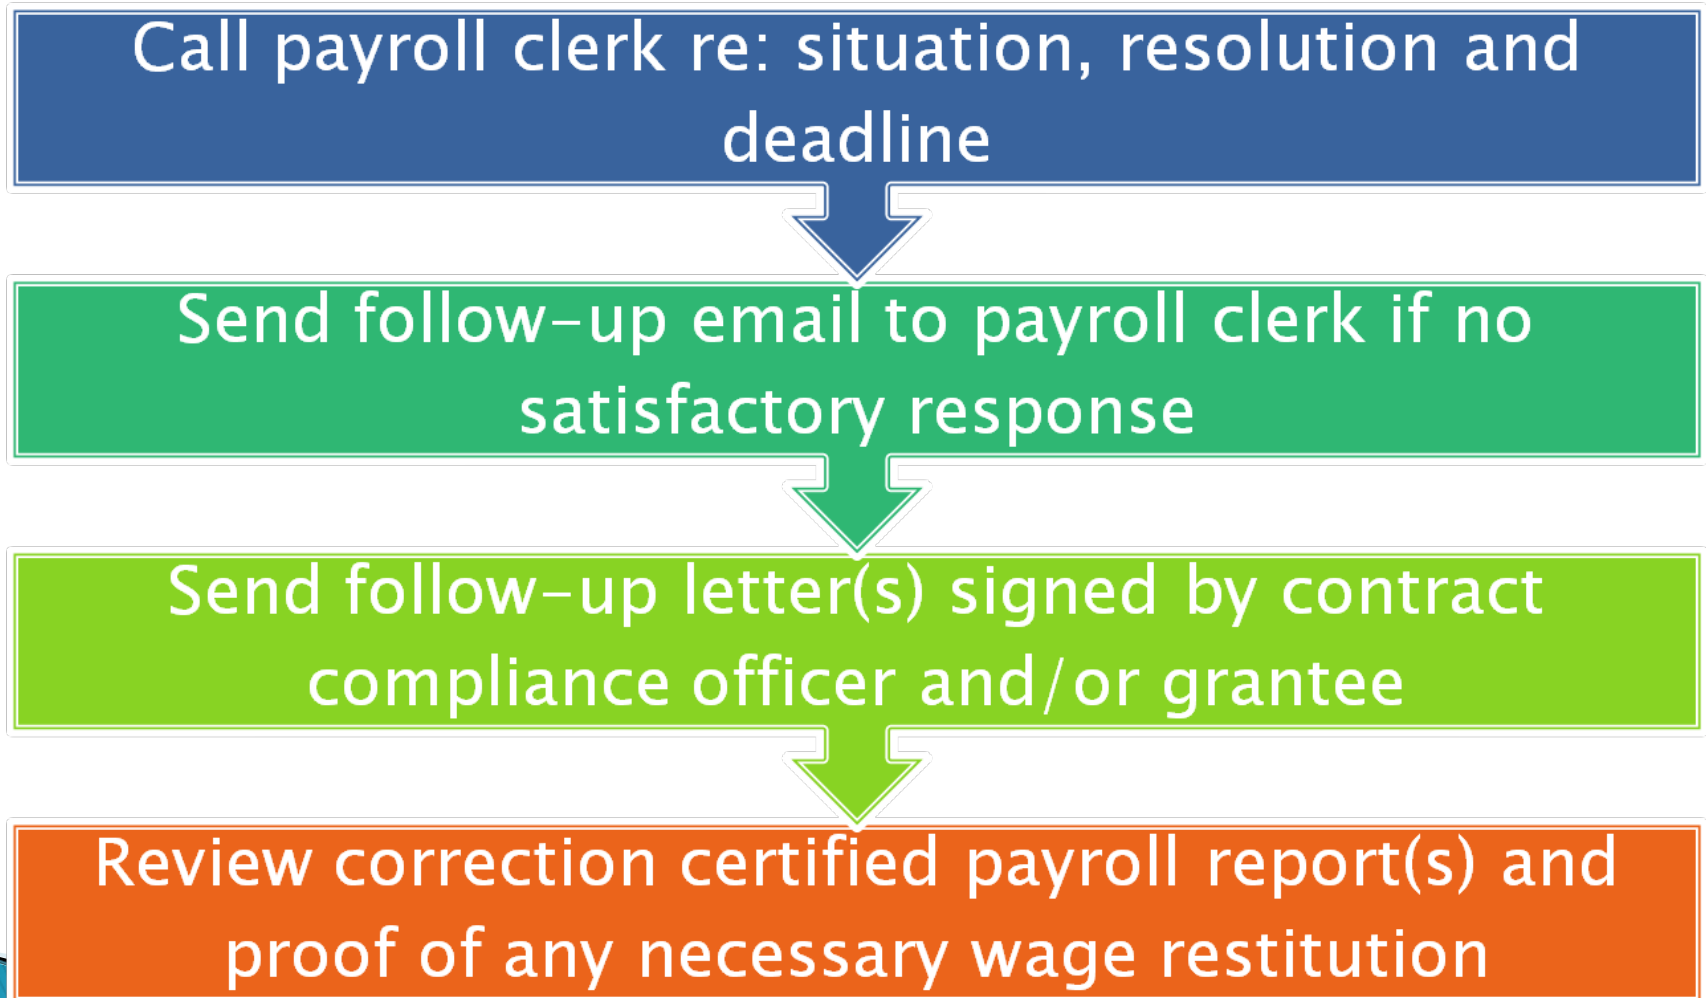 Call payroll clerk re: situation, resolution and
deadline
Send follow-up email to payroll clerk if no
satisfactory response
Send follow-up letter(s) signed by contract
compliance officer and/or grantee
Review correction certified payroll report(s) and
proof of any necessary wage restitution